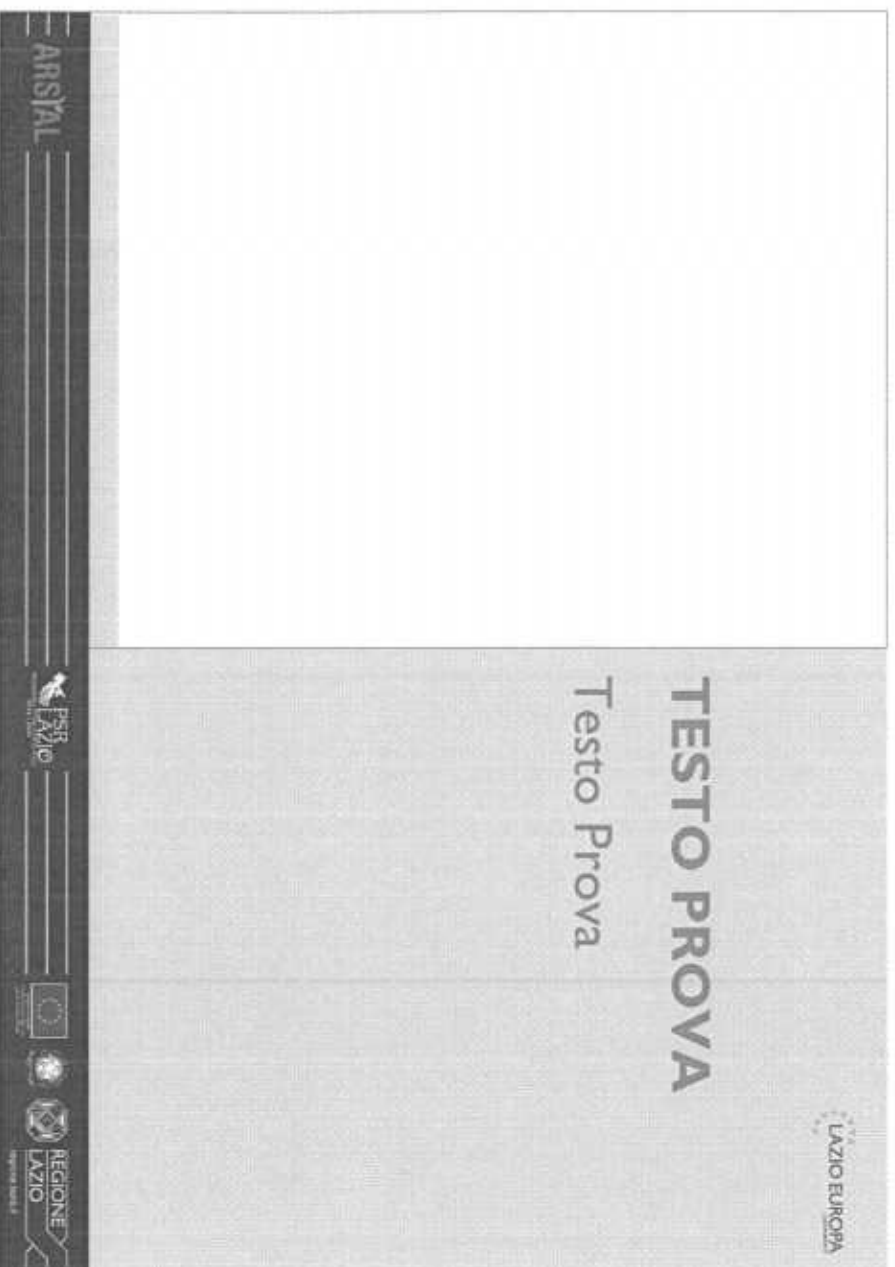 LAZIO EUROPA
TESTO PROVA
Testo Prova
ARSIAL
PSR
LAZIO
REGIONE
LAZIO